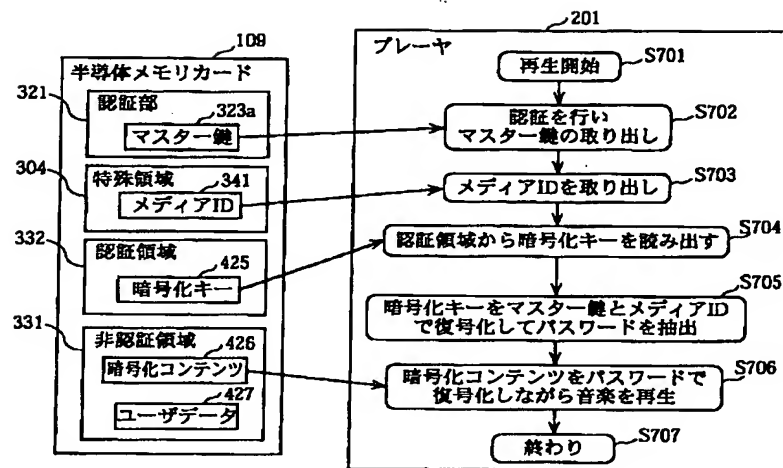 109
半導体メモリカード
321
認証部
323a
マスター鍵
304
特殊領域
341
メディアID
332
認証領域
425
暗号化キー
331
非認証領域
426
暗号化コンテンツ
427
ユーザデータ
201
プレーヤ
再生開始
S701
認証を行い
マスター鍵の取り出し
S702
メディアIDを取り出し
S703
認証領域から暗号化キーを読み出す
S704
暗号化キーをマスター鍵とメディアID
で復号化してパスワードを抽出
S705
暗号化コンテンツをパスワードで
復号化しながら音楽を再生
S706
終わり
S707